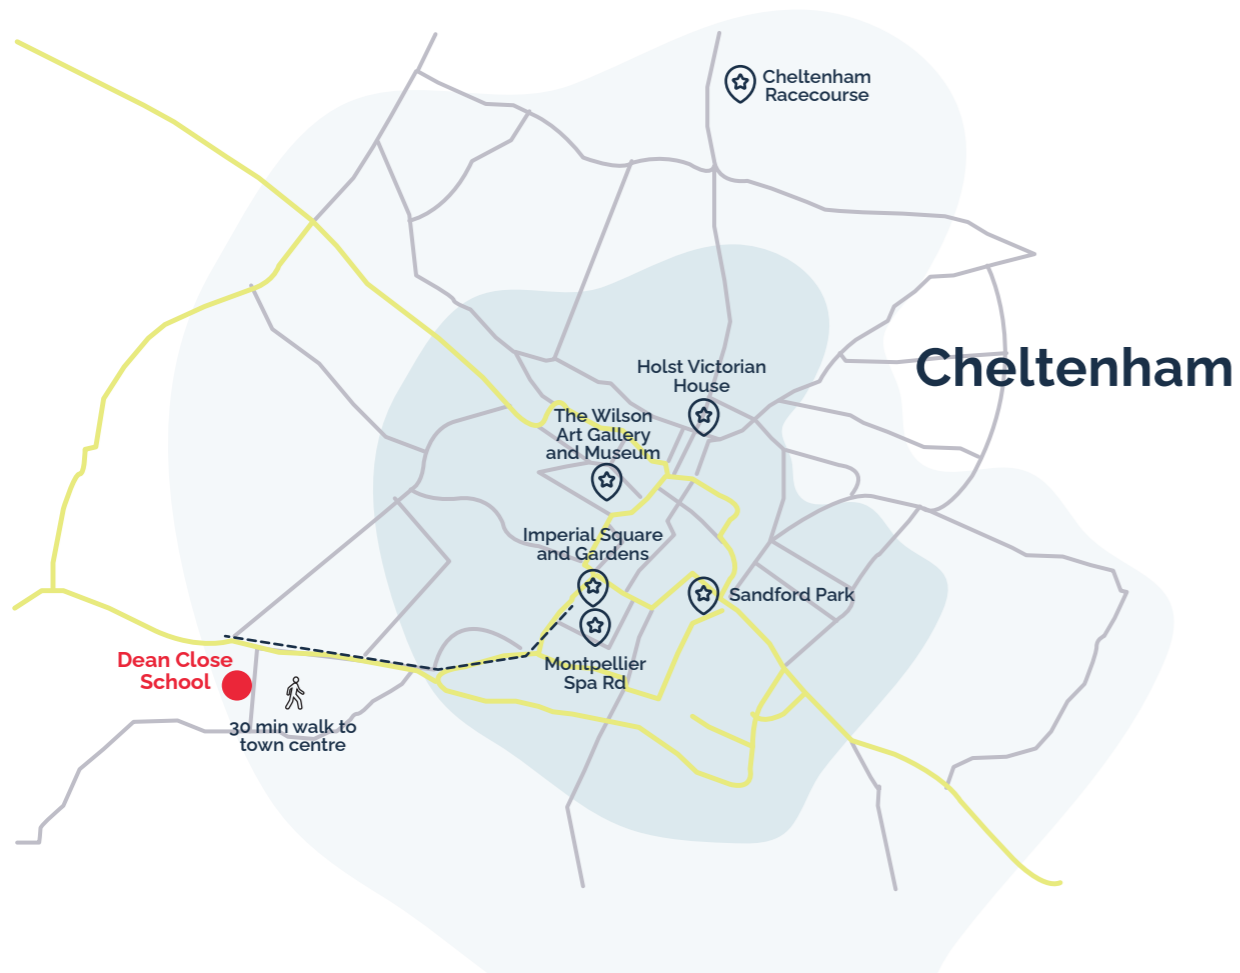 Cheltenham
Racecourse
Cheltenham
Holst Victorian
House
The Wilson
Art Gallery
and Museum
Imperial Square
and Gardens
Sandford Park
Montpellier
Spa Rd
Dean Close
School
30 min walk to
town centre